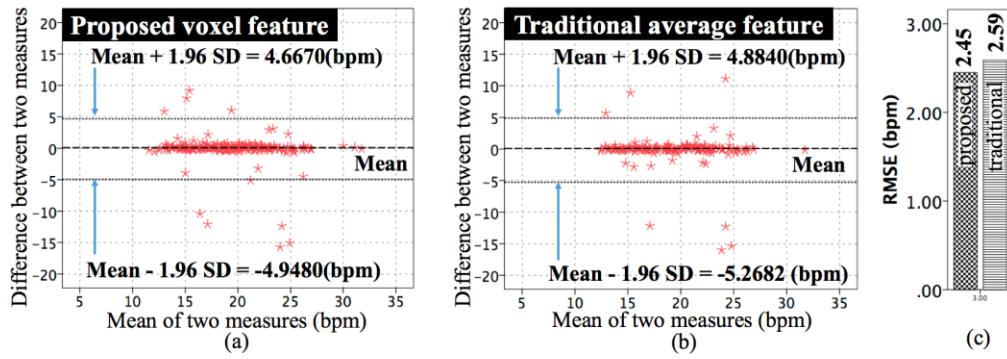 Proposed voxel feature
Mean + 1.96 SD = 4.6670(bpm)
Mean
Mean - 1.96 SD = -4.9480(bpm)
Difference between two measures
20
15
10
5
0
-5
-10
-15
-20
5 10 15 20 25 30 35
Mean of two measures (bpm)
(a)
Traditional average feature
Mean + 1.96 SD = 4.8840(bpm)
Mean
Mean - 1.96 SD = -5.2682 (bpm)
Difference between two measures
20
15
10
5
0
-5
-10
-15
-20
5 10 15 20 25 30 35
Mean of two measures (bpm)
(b)
RMSE (bpm)
3.00
2.00
1.00
.00
2.45
2.59
proposed
traditional
3.00
(c)